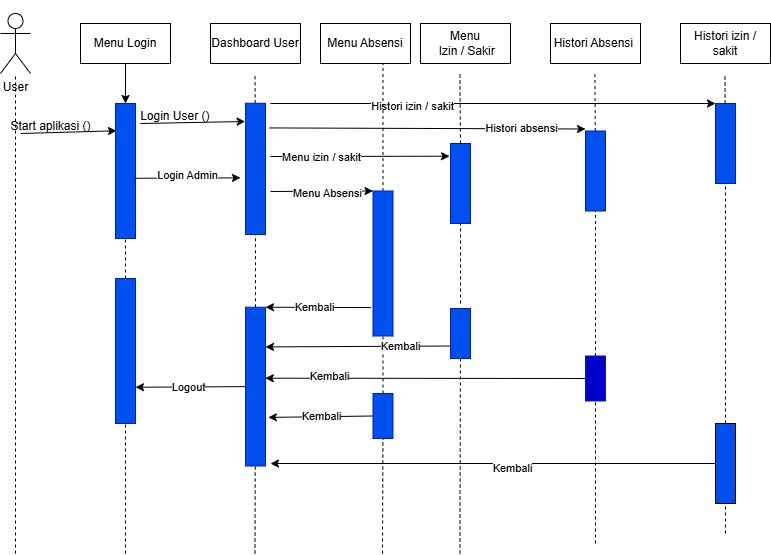 Menu Login
Dashboard User
Menu Absensi
Menu
Izin / Sakir
Histori Absensi
Histori izin /
sakit
User
Start aplikasi ()
Login User ()
Histori izin / sakit
Histori absensi
Menu izin / sakit
Login Admin
Menu Absensi
Kembali
Kembali
Kembali
Logout
Kembali
Kembali